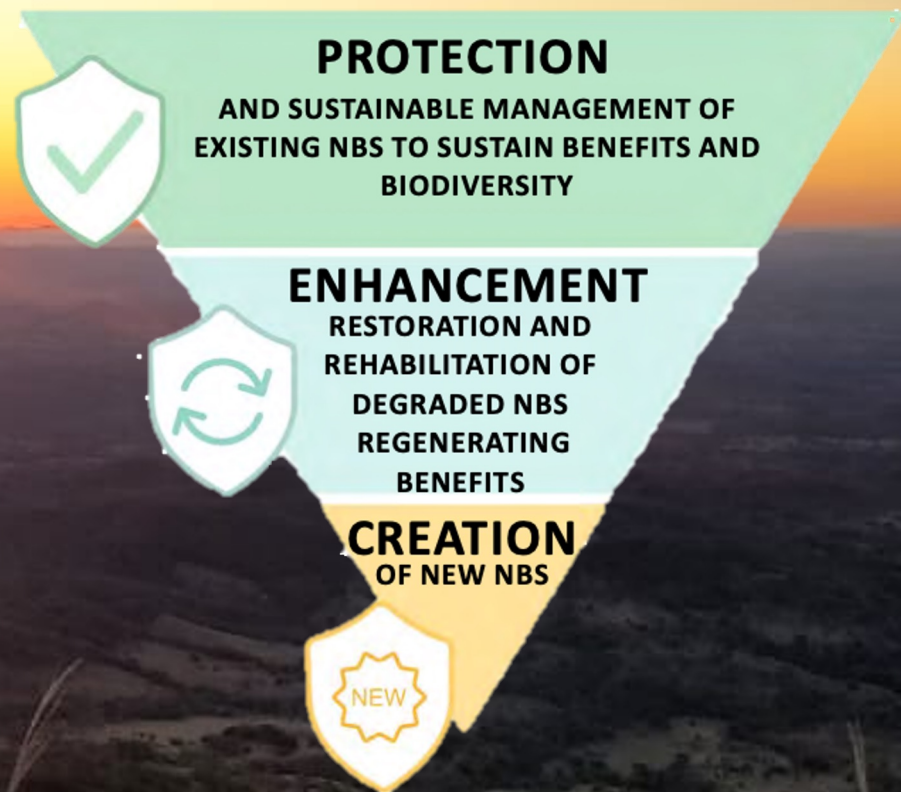 PROTECTION
AND SUSTAINABLE MANAGEMENT OF
EXISTING NBS TO SUSTAIN BENEFITS AND
BIODIVERSITY
ENHANCEMENT
RESTORATION AND
REHABILITATION OF
DEGRADED NBS
REGENERATING
BENEFITS
CREATION
OF NEW NBS
NEW